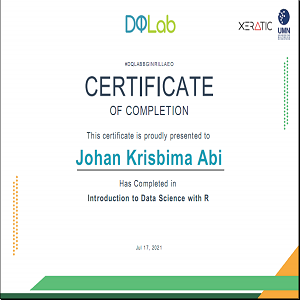 DQLab
XERATIC
UMN
#DQLABBGINRRILLAEO
CERTIFICATE
OF COMPLETION
This certificate is proudly presented to
Johan Krisbima Abi
Has Completed in
Introduction to Data Science with R
Jul 17, 2021